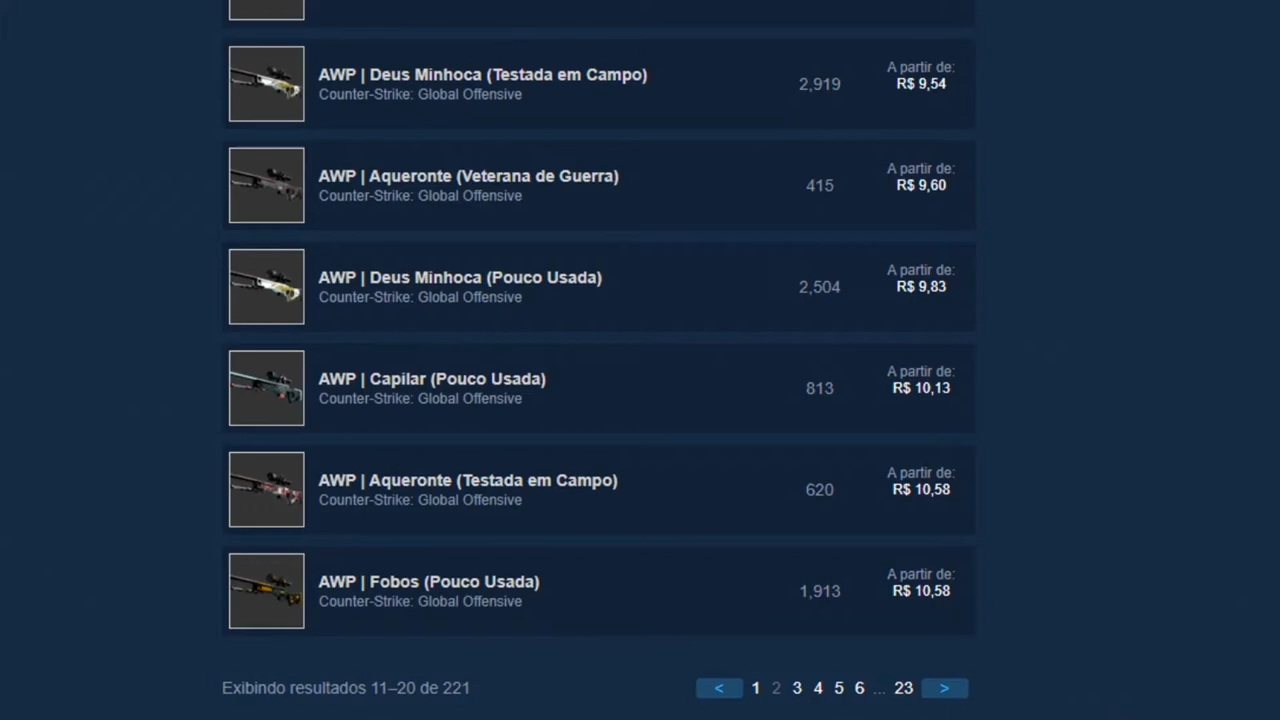 AWP | Deus Minhoca (Testada em Campo)
Counter-Strike: Global Offensive
2,919
A partir de:
R$ 9,54
AWP | Aqueronte (Veterana de Guerra)
Counter-Strike: Global Offensive
415
A partir de:
R$ 9,60
AWP | Deus Minhoca (Pouco Usada)
Counter-Strike: Global Offensive
2,504
A partir de:
R$ 9,83
AWP | Capilar (Pouco Usada)
Counter-Strike: Global Offensive
813
A partir de:
R$ 10,13
AWP | Aqueronte (Testada em Campo)
Counter-Strike: Global Offensive
620
A partir de:
R$ 10,58
AWP | Fobos (Pouco Usada)
Counter-Strike: Global Offensive
1,913
A partir de:
R$ 10,58
Exibindo resultados 11–20 de 221
< 1 2 3 4 5 6 ... 23 >